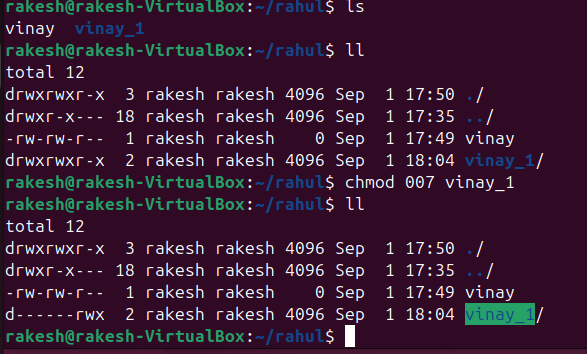 rakesh@rakesh-VirtualBox:~/rahul$ ls
vinay  vinay_1
rakesh@rakesh-VirtualBox:~/rahul$ ll
total 12
drwxrwxr-x  3 rakesh rakesh 4096 Sep  1 17:50 ./
drwxr-x--- 18 rakesh rakesh 4096 Sep  1 17:35 ../
-rw-rw-r--  1 rakesh rakesh    0 Sep  1 17:49 vinay
drwxrwxr-x  2 rakesh rakesh 4096 Sep  1 18:04 vinay_1/
rakesh@rakesh-VirtualBox:~/rahul$ chmod 007 vinay_1
rakesh@rakesh-VirtualBox:~/rahul$ ll
total 12
drwxrwxr-x  3 rakesh rakesh 4096 Sep  1 17:50 ./
drwxr-x--- 18 rakesh rakesh 4096 Sep  1 17:35 ../
-rw-rw-r--  1 rakesh rakesh    0 Sep  1 17:49 vinay
d------rwx  2 rakesh rakesh 4096 Sep  1 18:04 vinay_1/
rakesh@rakesh-VirtualBox:~/rahul$